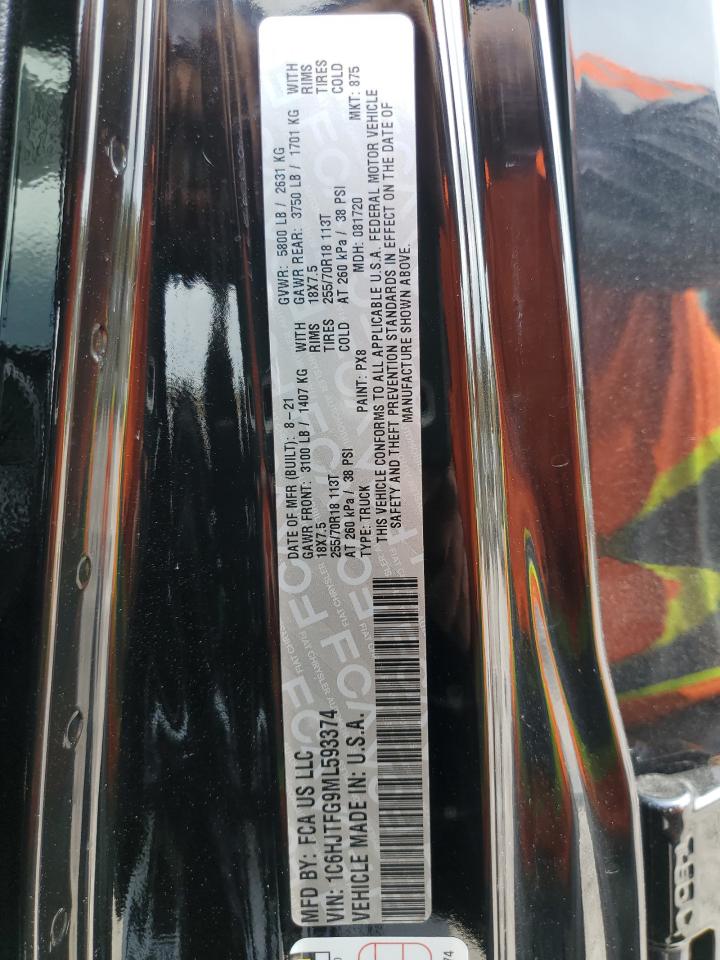 MFD BY: FCA US LLC
VIN: 1C6HJTFG9ML593374
VEHICLE MADE IN: U.S.A.
DATE OF MFR (BUILT): 8-21 GVWR: 5800 LB / 2631 KG
GAWR FRONT: 3100 LB / 1407 KG WITH GAWR REAR: 3750 LB / 1701 KG WITH
18X7.5 RIMS 18X7.5 RIMS
255/70R18 113T TIRES 255/70R18 113T TIRES
AT 260 kPa / 38 PSI COLD AT 260 kPa / 38 PSI COLD
TYPE: TRUCK PAINT: PX8 MDH: 081720 MKT: 875
THIS VEHICLE CONFORMS TO ALL APPLICABLE U.S.A. FEDERAL MOTOR VEHICLE
SAFETY AND THEFT PREVENTION STANDARDS IN EFFECT ON THE DATE OF
MANUFACTURE SHOWN ABOVE.